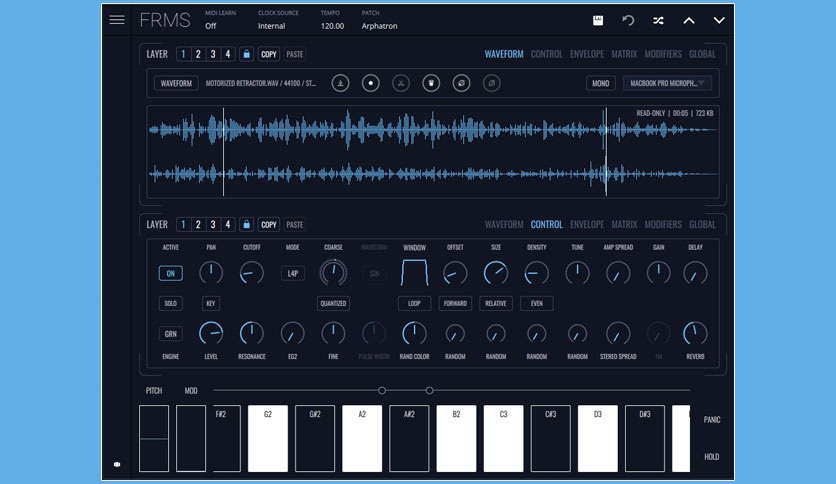 FRMS
MIDI LEARN CLOCK SOURCE TEMPO PATCH
Off Internal 120.00 Arphatron
LAYER 1 2 3 4 COPY PASTE WAVEFORM CONTROL ENVELOPE MATRIX MODIFIERS GLOBAL
WAVEFORM MOTORIZED RETRACTOR.WAV / 44100 / ST... MONO MACBOOK PRO MICROPH...
READ-ONLY | 00:05 | 723 KB
LAYER 1 2 3 4 COPY PASTE WAVEFORM CONTROL ENVELOPE MATRIX MODIFIERS GLOBAL
ACTIVE PAN CUTOFF MODE COARSE WAVEFORM WINDOW OFFSET SIZE DENSITY TUNE AMP SPREAD GAIN DELAY
ON L4P SIN
SOLO KEY QUANTIZED LOOP FORWARD RELATIVE EVEN
GRN
ENGINE LEVEL RESONANCE EG2 FINE PULSE WIDTH RAND COLOR RANDOM RANDOM RANDOM RANDOM STEREO SPREAD FM REVERB
PITCH MOD
F#2 G2 G#2 A2 A#2 B2 C3 C#3 D3 D#3
PANIC
HOLD